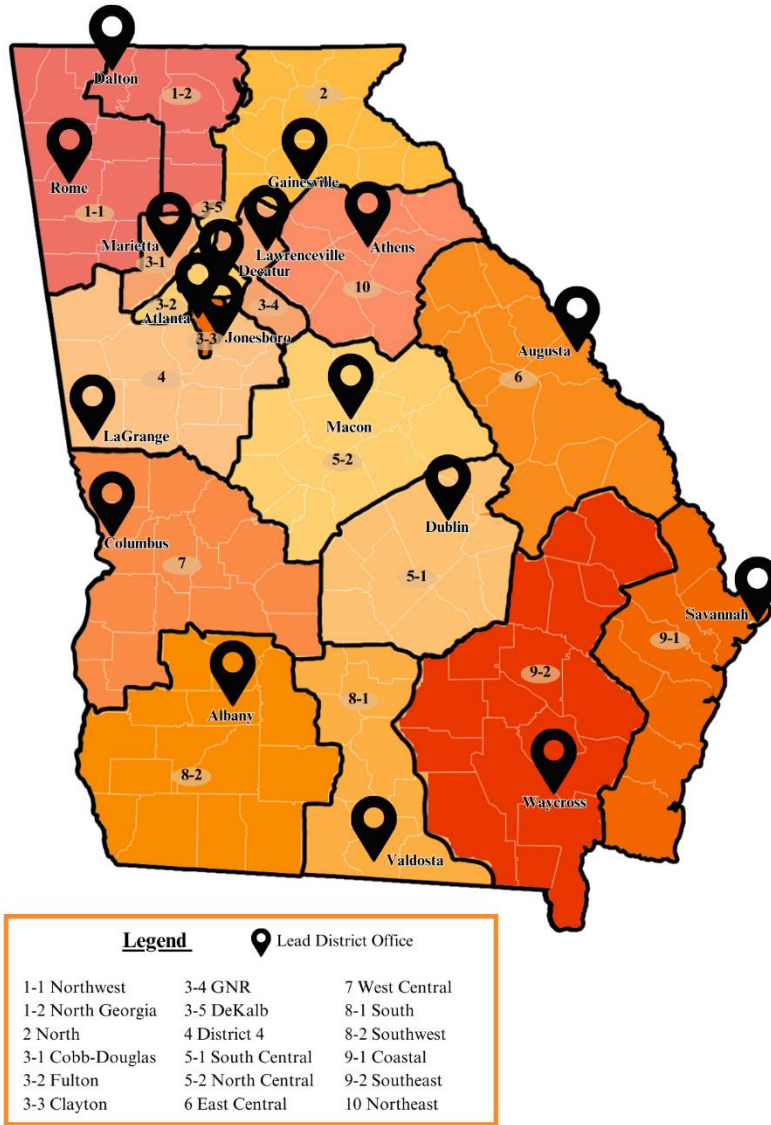 Dalton
1-2
2
Rome
Gainesville
1-1
3-5
Marietta
Lawrenceville
Athens
3-1
Decatur
10
3-2
3-4
Atlanta
Jonesboro
3-3
Augusta
4
6
LaGrange
Macon
5-2
Columbus
Dublin
7
5-1
Savannah
9-1
9-2
8-1
Albany
8-2
Waycross
Valdosta
Legend
Lead District Office
1-1 Northwest
1-2 North Georgia
2 North
3-1 Cobb-Douglas
3-2 Fulton
3-3 Clayton
3-4 GNR
3-5 DeKalb
4 District 4
5-1 South Central
5-2 North Central
6 East Central
7 West Central
8-1 South
8-2 Southwest
9-1 Coastal
9-2 Southeast
10 Northeast